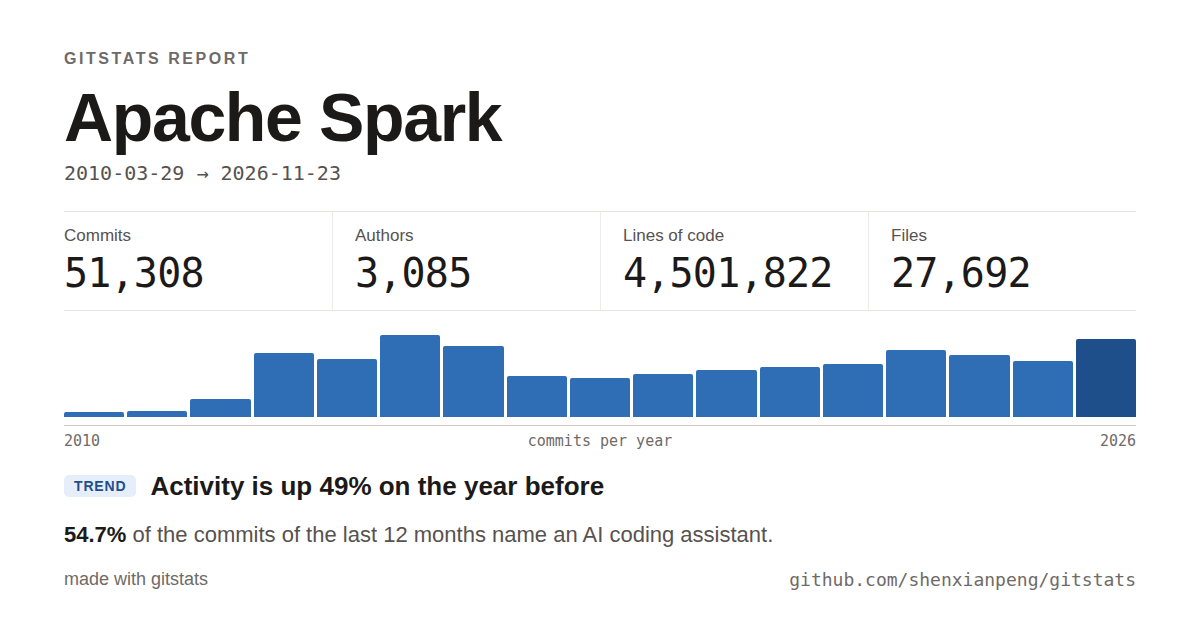 GITSTATS REPORT
Apache Spark
2010-03-29 → 2026-11-23
Commits
51,308
Authors
3,085
Lines of code
4,501,822
Files
27,692
2010
commits per year
2026
TREND Activity is up 49% on the year before
54.7% of the commits of the last 12 months name an AI coding assistant.
made with gitstats
github.com/shenxianpeng/gitstats